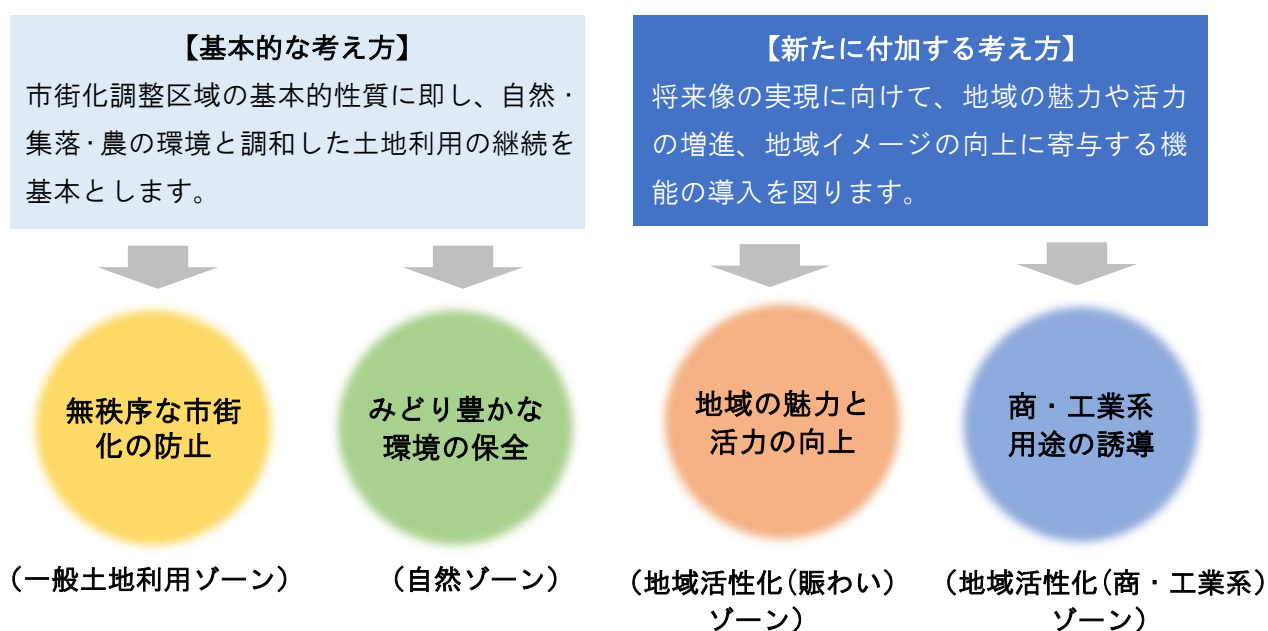 【基本的な考え方】
市街化調整区域の基本的性質に即し、自然・
集落・農の環境と調和した土地利用の継続を
基本とします。
【新たに付加する考え方】
将来像の実現に向けて、地域の魅力や活力
の増進、地域イメージの向上に寄与する機
能の導入を図ります。
無秩序な市街
化の防止
(一般土地利用ゾーン)
みどり豊かな
環境の保全
(自然ゾーン)
地域の魅力と
活力の向上
(地域活性化(賑わい)
ゾーン)
商・工業系
用途の誘導
(地域活性化(商・工業系)
ゾーン)